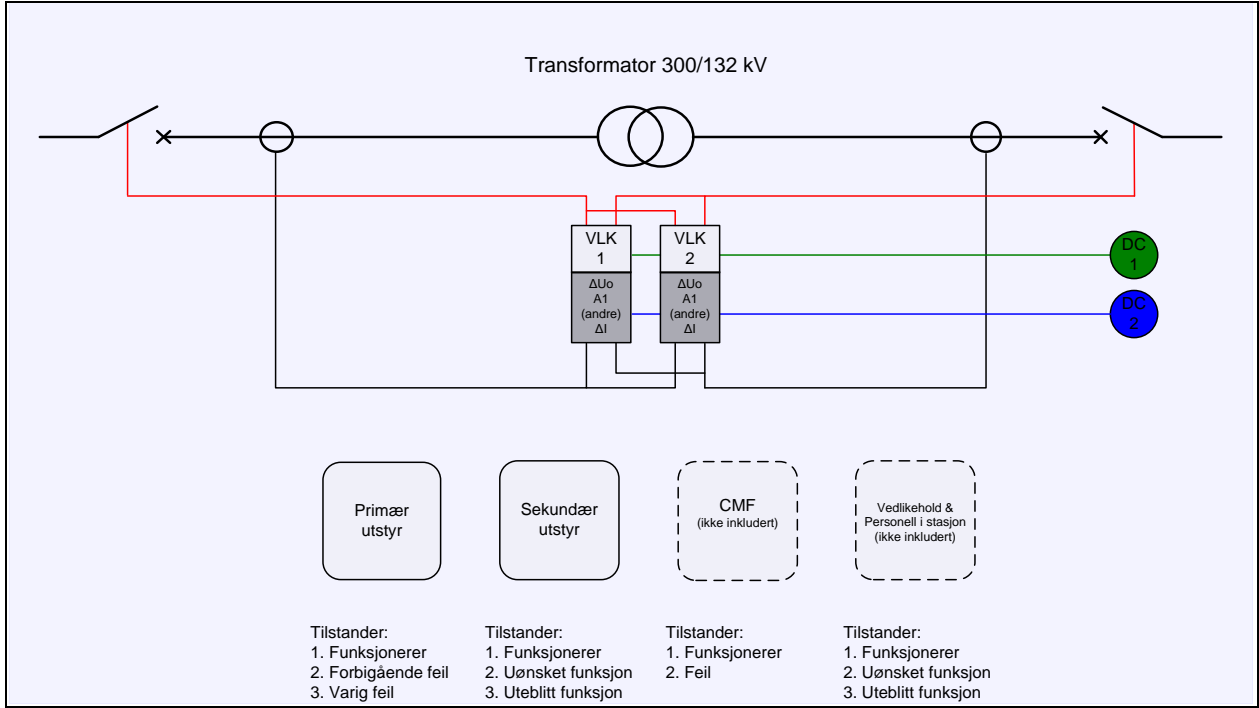 Transformator 300/132 kV
VLK
1
VLK
2
ΔUo
A1
(andre)
ΔI
ΔUo
A1
(andre)
ΔI
DC
1
DC
2
Primær
utstyr
Sekundær
utstyr
CMF
(ikke inkludert)
Vedlikehold &
Personell i stasjon
(ikke inkludert)
Tilstander:
1. Funksjonerer
2. Forbigående feil
3. Varig feil
Tilstander:
1. Funksjonerer
2. Uønsket funksjon
3. Uteblitt funksjon
Tilstander:
1. Funksjonerer
2. Feil
Tilstander:
1. Funksjonerer
2. Uønsket funksjon
3. Uteblitt funksjon